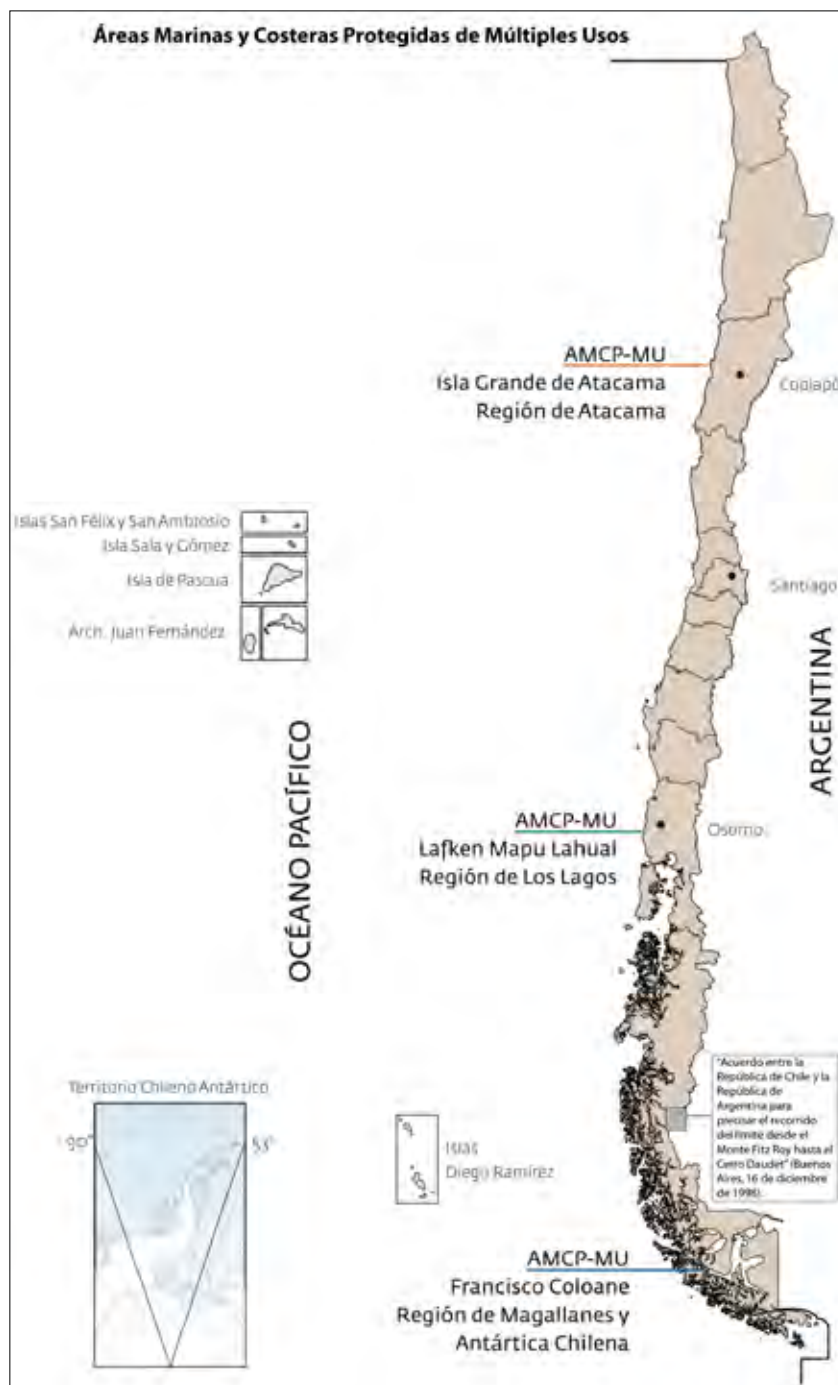 Áreas Marinas y Costeras Protegidas de Múltiples Usos
AMCP-MU
Isla Grande de Atacama
Región de Atacama
Copiapó
Islas San Félix y San Ambrosio
Isla Sala y Gómez
Isla de Pascua
Arch. Juan Fernández
Santiago
ARGENTINA
OCÉANO PACÍFICO
AMCP-MU
Lafken Mapu Lahual
Región de Los Lagos
Osorno
Territorio Chileno Antártico
90°
53°
Islas
Diego Ramírez
"Acuerdo entre la
República de Chile y la
República de
Argentina para
precisar el recorrido
del límite desde el
Monte Fitz Roy hasta el
Cerro Daudet" (Buenos
Aires, 16 de diciembre
de 1998).
AMCP-MU
Francisco Coloane
Región de Magallanes y
Antártica Chilena